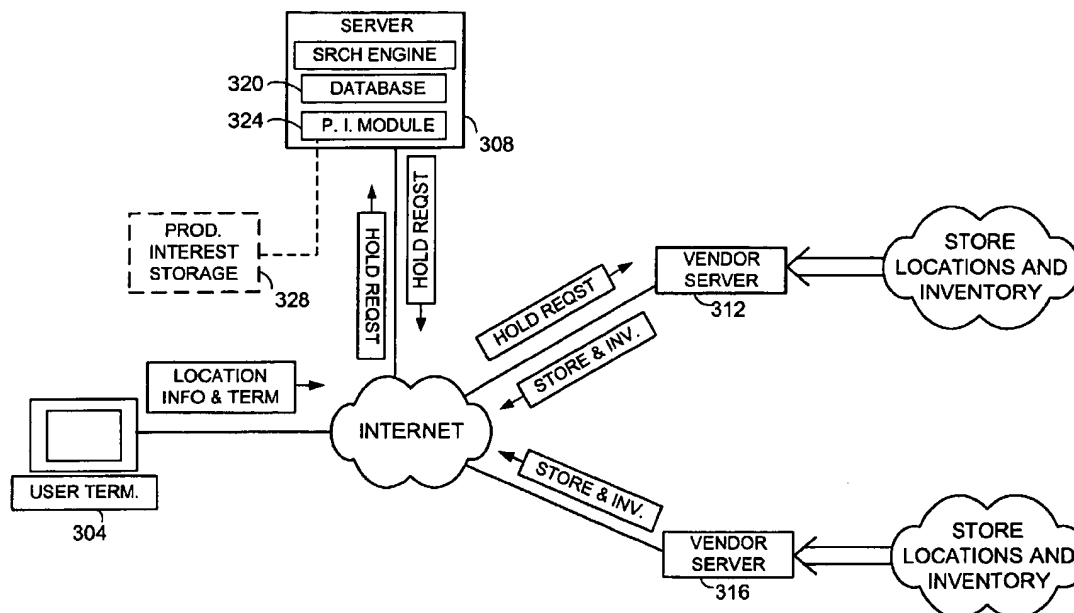 SERVER
SRCH ENGINE
320
DATABASE
324
P. I. MODULE
308
HOLD REQST
HOLD REQST
PROD.
INTEREST
STORAGE
328
HOLD REQST
VENDOR
SERVER
312
STORE
LOCATIONS AND
INVENTORY
STORE & INV.
LOCATION
INFO & TERM
INTERNET
USER TERM.
304
STORE & INV.
VENDOR
SERVER
316
STORE
LOCATIONS AND
INVENTORY